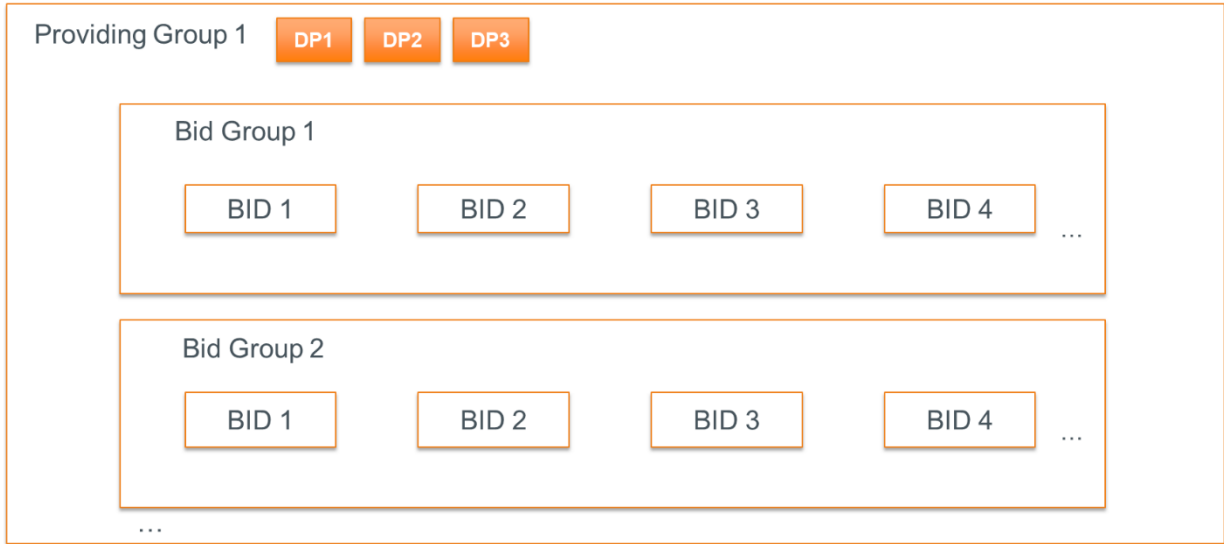 Providing Group 1 DP1 DP2 DP3
Bid Group 1
BID 1 BID 2 BID 3 BID 4 ...
Bid Group 2
BID 1 BID 2 BID 3 BID 4 ...
...